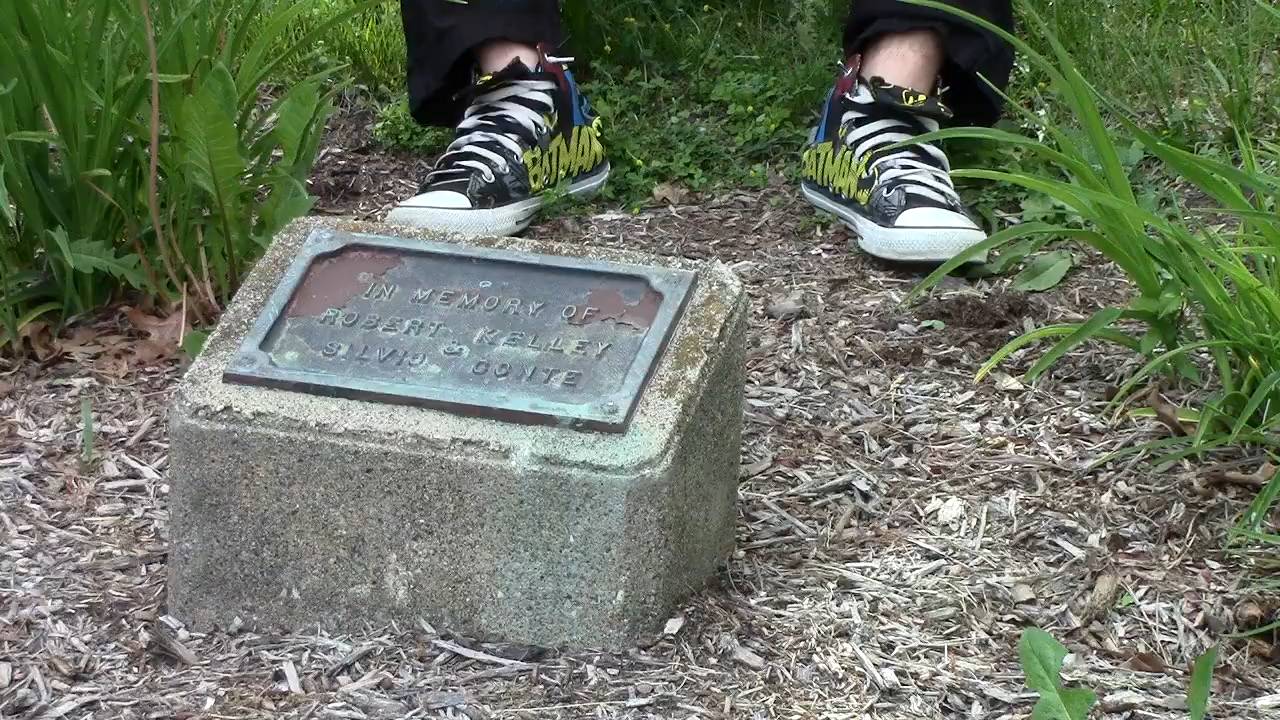 BATMAN
BATMAN
IN MEMORY OF
ROBERT KELLEY
&
SILVIO CONTE